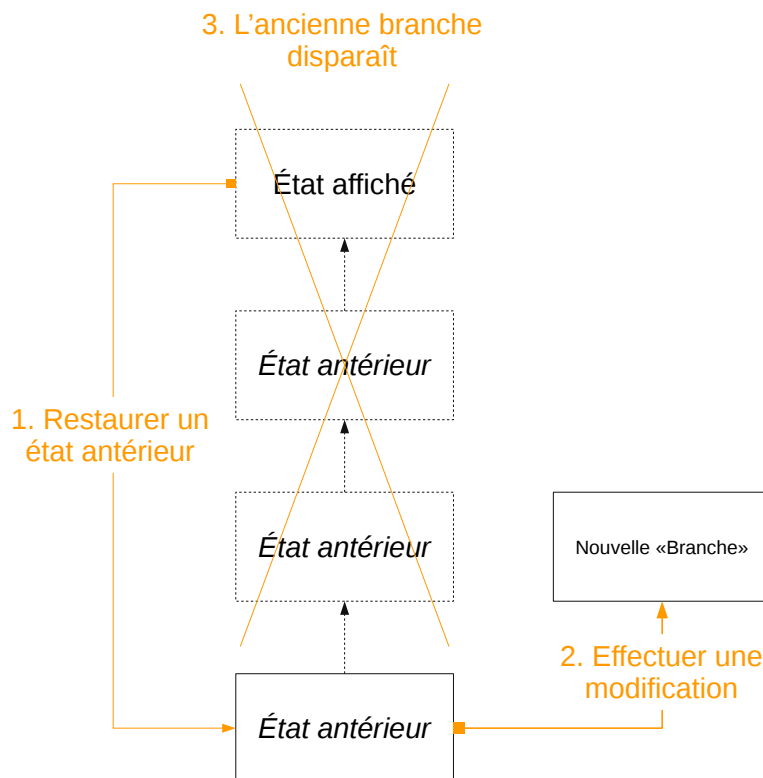 3. L'ancienne branche
disparaît
État affiché
État antérieur
1. Restaurer un
état antérieur
État antérieur
Nouvelle «Branche»
2. Effectuer une
modification
État antérieur